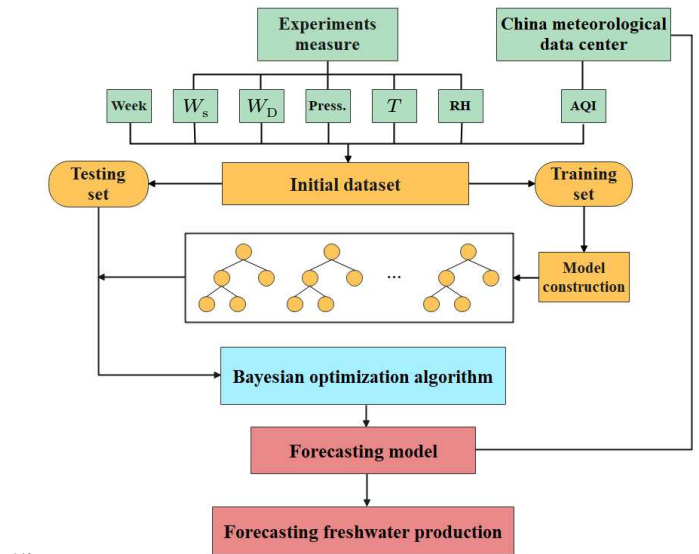 Experiments
measure
China meteorological
data center
Week
Ws
WD
Press.
T
RH
AQI
Testing
set
Initial dataset
Training
set
...
Model
construction
Bayesian optimization algorithm
Forecasting model
Forecasting freshwater production